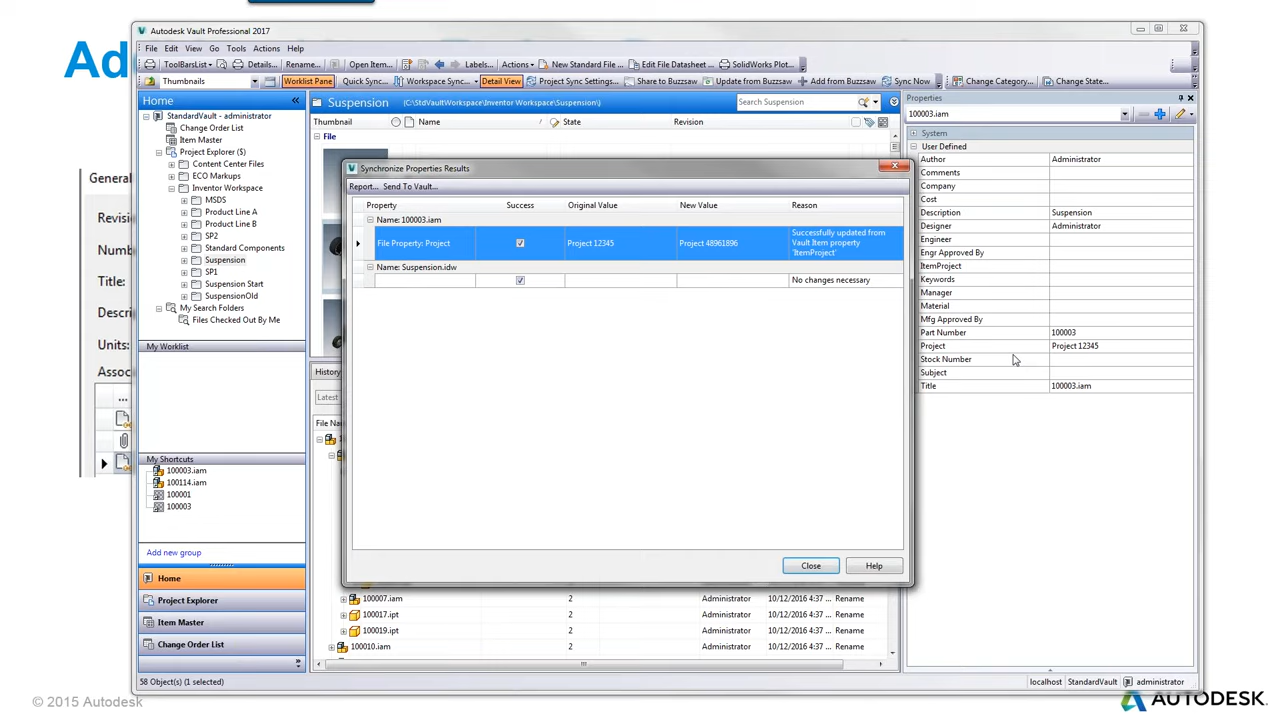 Ad
Autodesk Vault Professional 2017
File Edit View Go Tools Actions Help
ToolBarsList Details... Rename... Open Item... Labels... Actions New Standard File... Edit File Datasheet... SolidWorks Plot...
Thumbnails Worklist Pane Quick Sync... Workspace Sync... Detail View Project Sync Settings... Share to Buzzsaw Update from Buzzsaw Add from Buzzsaw Sync Now Change Category... Change State...
Home
StandardVault - administrator
Change Order List
Item Master
Project Explorer ($)
Content Center Files
ECO Markups
Inventor Workspace
MSDS
Product Line A
Product Line B
SP2
Standard Components
Suspension
SP1
Suspension Start
SuspensionOld
My Search Folders
Files Checked Out By Me
My Worklist
My Shortcuts
100003.iam
100114.iam
100001
100003
Add new group
Home
Project Explorer
Item Master
Change Order List
58 Object(s) (1 selected)
Suspension (C:\StdVaultWorkspace\Inventor Workspace\Suspension\)
Search Suspension
Thumbnail Name State Revision
File
Synchronize Properties Results
Report... Send To Vault...
Property Success Original Value New Value Reason
Name: 100003.iam
File Property: Project Project 12345 Project 48961896 Successfully updated from
Vault Item property
'ItemProject'
Name: Suspension.idw
No changes necessary
Close Help
History
Latest
File Na
100007.iam 2 Administrator 10/12/2016 4:37 ... Rename
100017.ipt 2 Administrator 10/12/2016 4:37 ... Rename
100019.ipt 2 Administrator 10/12/2016 4:37 ... Rename
100010.iam 2 Administrator 10/12/2016 4:37 ... Rename
Properties
100003.iam
System
User Defined
Author Administrator
Comments
Company
Cost
Description Suspension
Designer Administrator
Engineer
Engr Approved By
ItemProject
Keywords
Manager
Material
Mfg Approved By
Part Number 100003
Project Project 12345
Stock Number
Subject
Title 100003.iam
localhost StandardVault administrator
General
Revisi
Numb
Title:
Descri
Units:
Assoc
...
© 2015 Autodesk
AUTODESK.